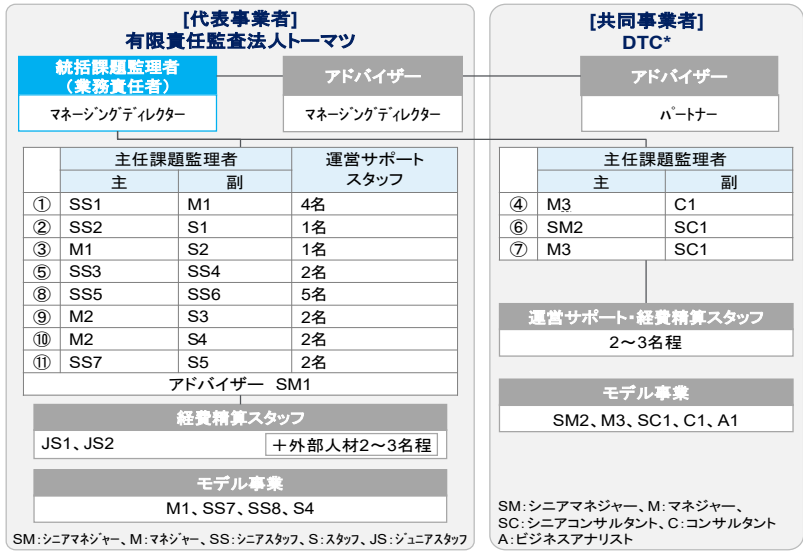 [代表事業者]
有限責任監査法人トーマツ
統括課題監理者
（業務責任者）
マネージングディレクター
アドバイザー
マネージングディレクター
主任課題監理者 運営サポート
スタッフ
主 副
① SS1 M1 4名
② SS2 S1 1名
③ M1 S2 1名
⑤ SS3 SS4 2名
⑧ SS5 SS6 5名
⑨ M2 S3 2名
⑩ M2 S4 2名
⑪ SS7 S5 2名
アドバイザー SM1
経費精算スタッフ
JS1、JS2 ＋外部人材2～3名程
モデル事業
M1、SS7、SS8、S4
SM：シニアマネジャー、M：マネジャー、SS：シニアスタッフ、S：スタッフ、JS：ジュニアスタッフ
[共同事業者]
DTC*
アドバイザー
パートナー
主任課題監理者
主 副
④ M3 C1
⑥ SM2 SC1
⑦ M3 SC1
運営サポート・経費精算スタッフ
2～3名程
モデル事業
SM2、M3、SC1、C1、A1
SM：シニアマネジャー、M：マネジャー、
SC：シニアコンサルタント、C：コンサルタント
A：ビジネスアナリスト